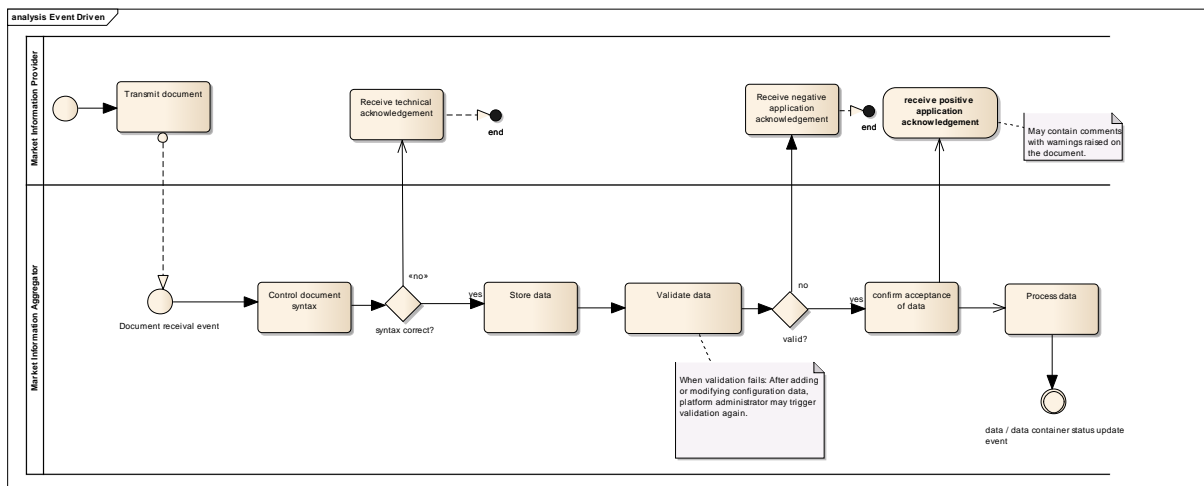 analysis Event Driven
Market Information Provider
Transmit document
Receive technical
acknowledgement
end
Receive negative
application
acknowledgement
end
receive positive
application
acknowledgement
May contain comments
with warnings raised on
the document.
Market Information Aggregator
Document receival event
Control document
syntax
«no»
syntax correct?
yes
Store data
Validate data
no
valid?
yes
confirm acceptance
of data
Process data
When validation fails: After adding
or modifying configuration data,
platform administrator may trigger
validation again.
data / data container status update
event